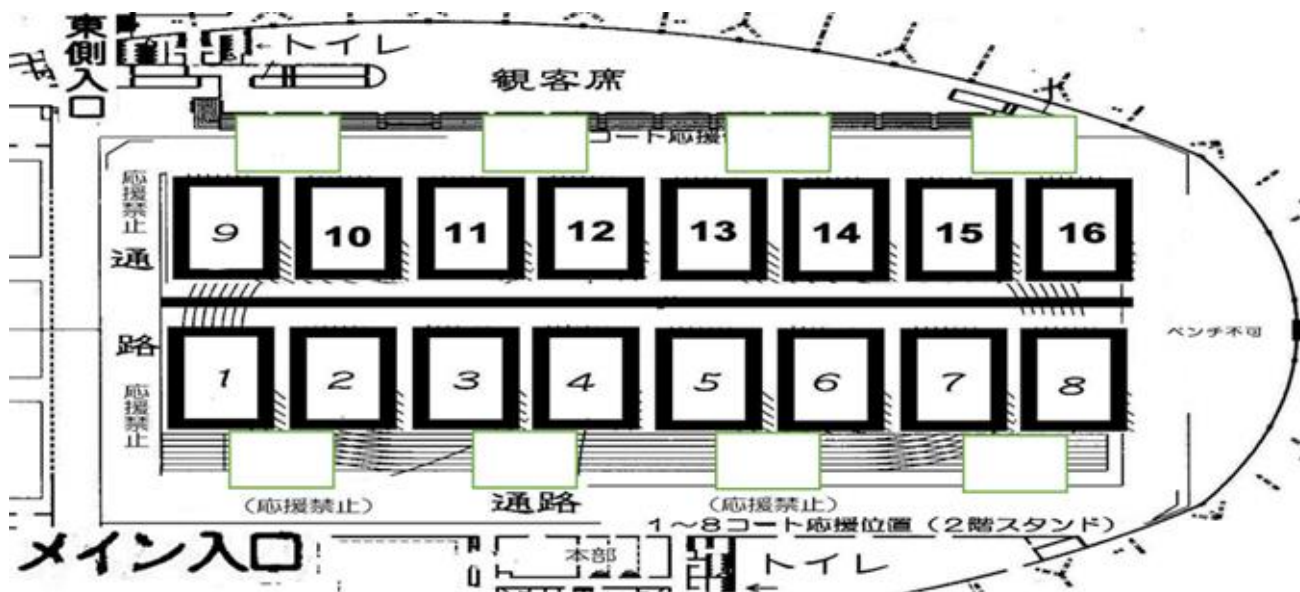 東側入口
←トイレ
観客席
コート応援
応援禁止
9
10
11
12
13
14
15
16
通路
ベンチ不可
1
2
3
4
5
6
7
8
応援禁止
(応援禁止)
通路
(応援禁止)
1～8コート応援位置(2階スタンド)
メイン入口
本部
トイレ
←